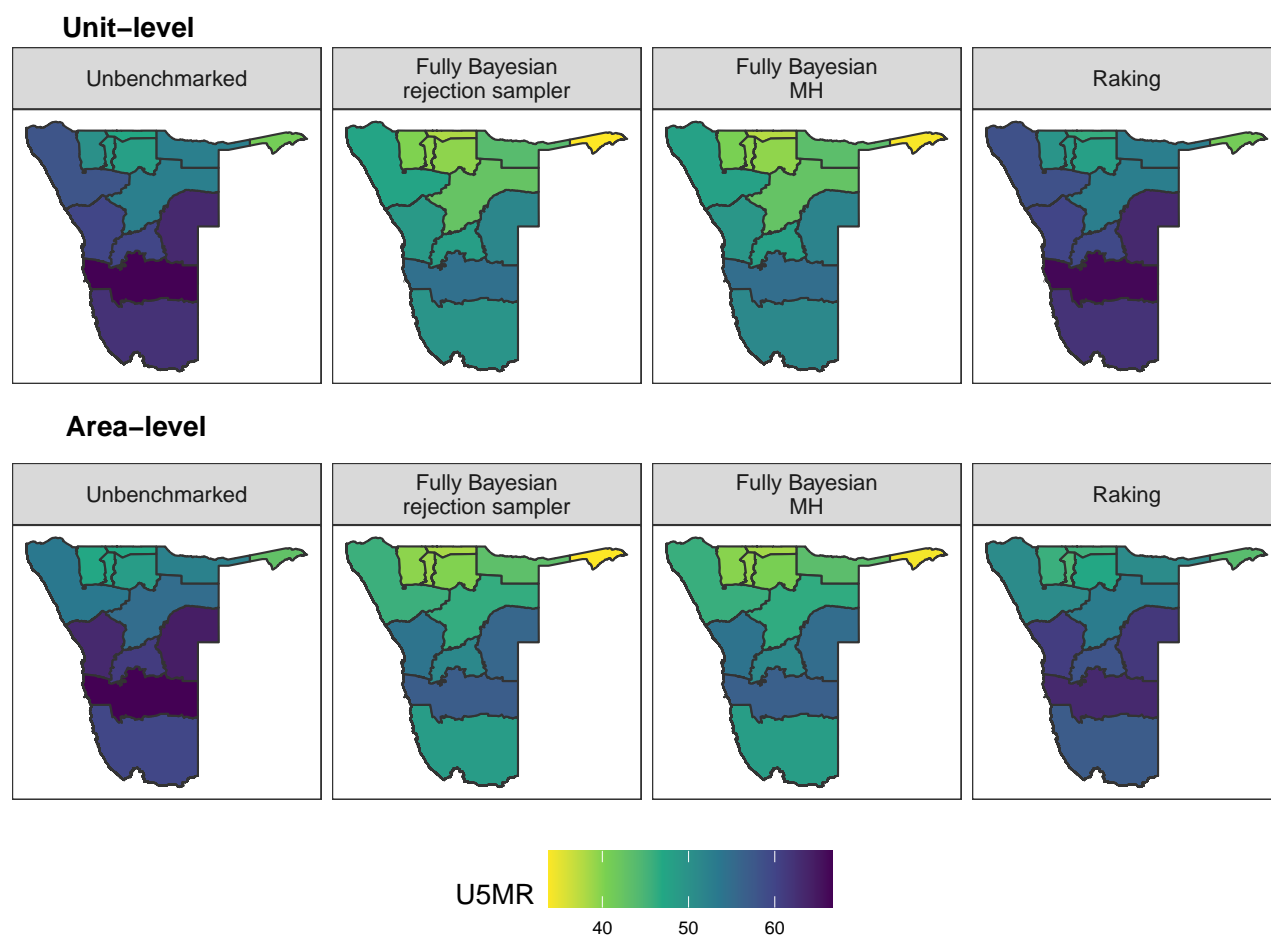 Unit−level
Unbenchmarked
Fully Bayesian
rejection sampler
Fully Bayesian
MH
Raking
Area−level
Unbenchmarked
Fully Bayesian
rejection sampler
Fully Bayesian
MH
Raking
U5MR
40 50 60